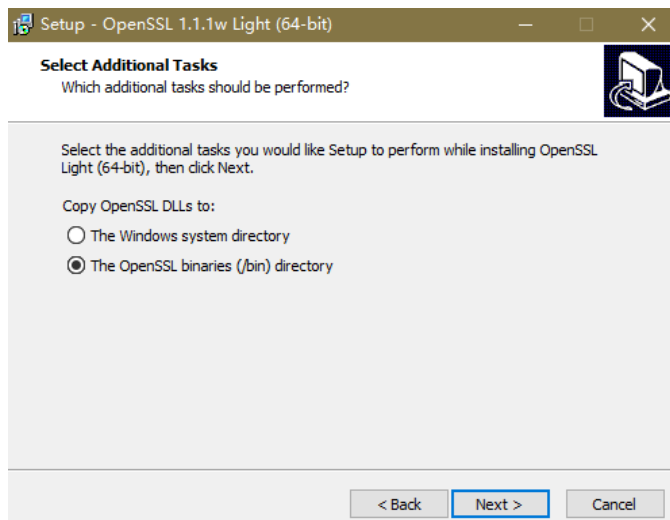 Setup - OpenSSL 1.1.1w Light (64-bit)
Select Additional Tasks
Which additional tasks should be performed?
Select the additional tasks you would like Setup to perform while installing OpenSSL
Light (64-bit), then click Next.
Copy OpenSSL DLLs to:
The Windows system directory
The OpenSSL binaries (/bin) directory
< Back
Next >
Cancel